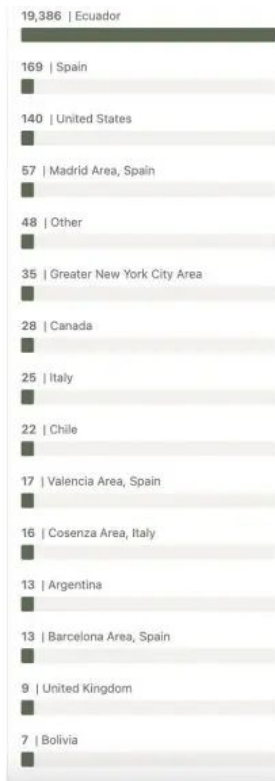 19,386 | Ecuador
169 | Spain
140 | United States
57 | Madrid Area, Spain
48 | Other
35 | Greater New York City Area
28 | Canada
25 | Italy
22 | Chile
17 | Valencia Area, Spain
16 | Cosenza Area, Italy
13 | Argentina
13 | Barcelona Area, Spain
9 | United Kingdom
7 | Bolivia